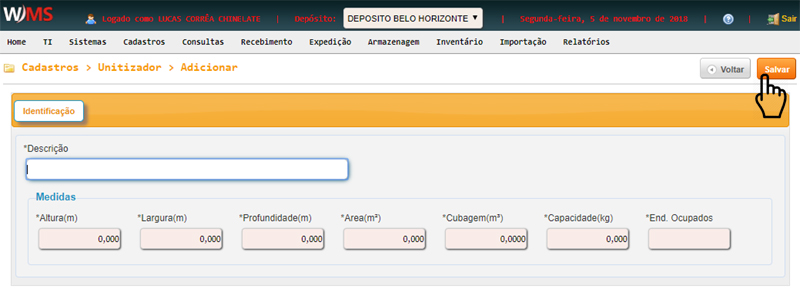 WMS Logado como LUCAS CORRÊA CHINELATE | Depósito: DEPOSITO BELO HORIZONTE | Segunda-feira, 5 de novembro de 2018 | Sair
Home TI Sistemas Cadastros Consultas Recebimento Expedição Armazenagem Inventário Importação Relatórios
Cadastros > Unitizador > Adicionar Voltar Salvar
Identificação
*Descrição
Medidas
*Altura(m) *Largura(m) *Profundidade(m) *Area(m²) *Cubagem(m³) *Capacidade(kg) *End. Ocupados
0,000 0,000 0,000 0,000 0,0000 0,000